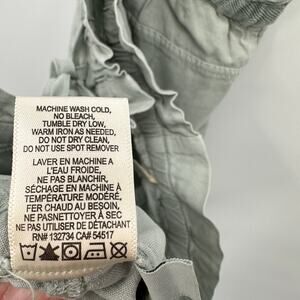 MACHINE WASH COLD,
NO BLEACH,
TUMBLE DRY LOW,
WARM IRON AS NEEDED,
DO NOT DRY CLEAN,
DO NOT USE SPOT REMOVER
LAVER EN MACHINE A
L'EAU FROIDE,
NE PAS BLANCHIR,
SÉCHAGE EN MACHINE À
TEMPÉRATURE MODÉRÉ,
FER CHAUD AU BESOIN,
NE PASNETTOYER À SEC
NE PAS UTILISER DE DÉTACHANT
RN# 132734 CA# 54517